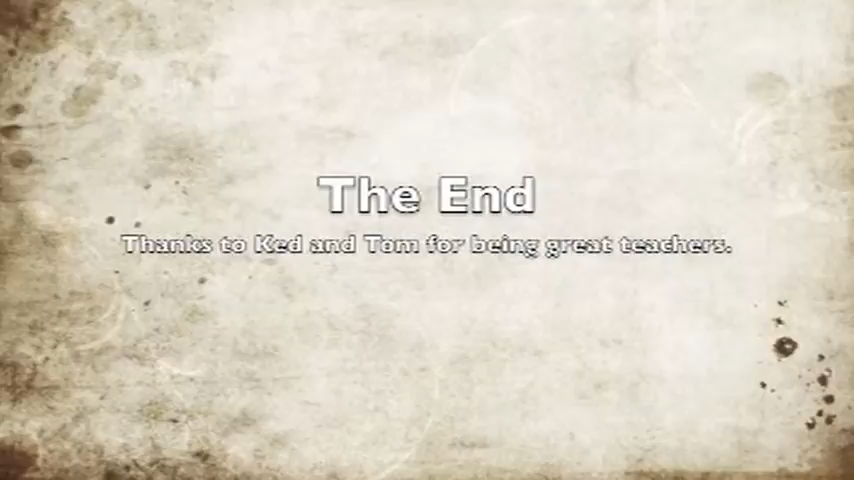 The End
Thanks to Ked and Tom for being great teachers.